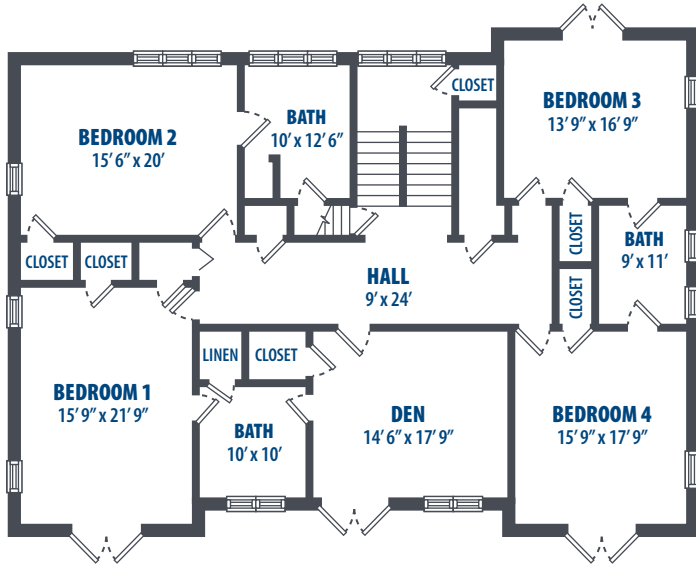 CLOSET
BEDROOM 3
13’ 9” x 16’ 9”
BEDROOM 2
15’ 6” x 20’
BATH
10’ x 12’ 6”
CLOSET
BATH
9’ x 11’
CLOSET
CLOSET
HALL
9’ x 24’
CLOSET
LINEN
CLOSET
BEDROOM 1
15’ 9” x 21’ 9”
BATH
10’ x 10’
DEN
14’ 6” x 17’ 9”
BEDROOM 4
15’ 9” x 17’ 9”